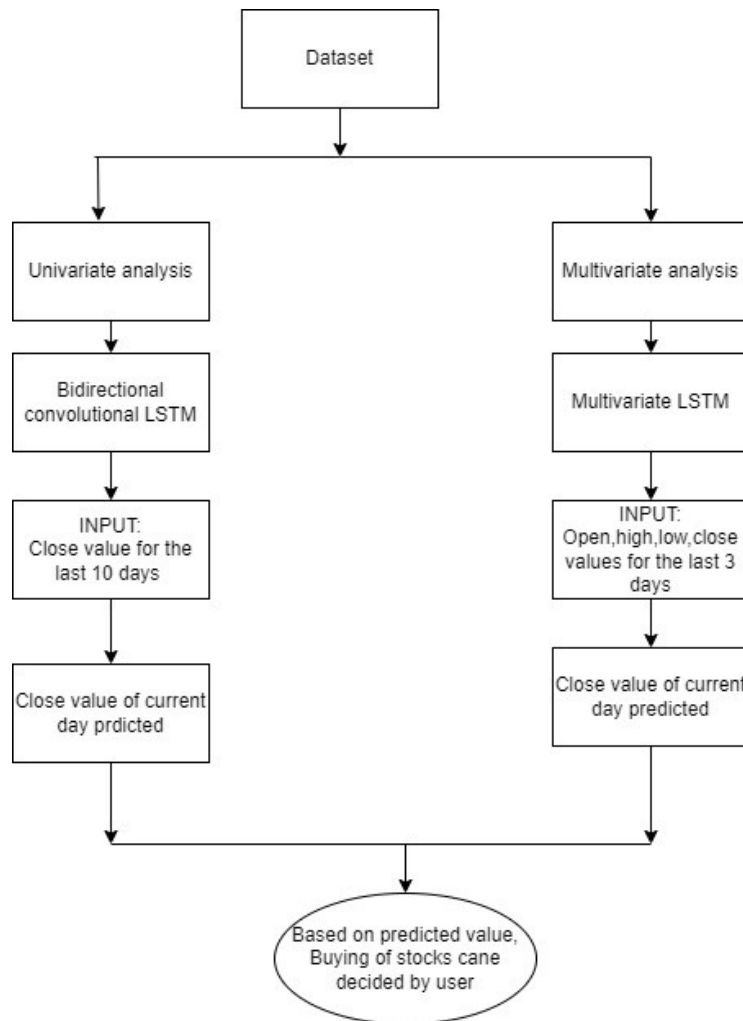 Dataset
Univariate analysis
Multivariate analysis
Bidirectional
convolutional LSTM
Multivariate LSTM
INPUT:
Close value for the
last 10 days
INPUT:
Open,high,low,close
values for the last 3
days
Close value of current
day prdicted
Close value of current
day predicted
Based on predicted value,
Buying of stocks cane
decided by user